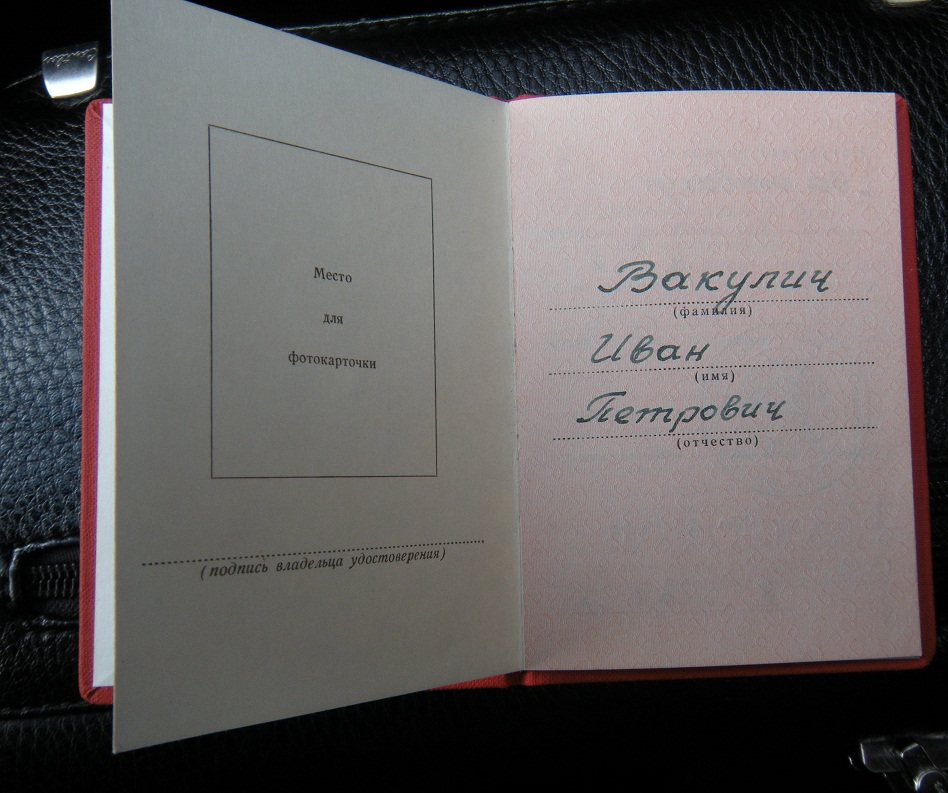 Место
для
фотокарточки
(подпись владельца удостоверения)
Вакулич
(фамилия)
Иван
(имя)
Петрович
(отчество)